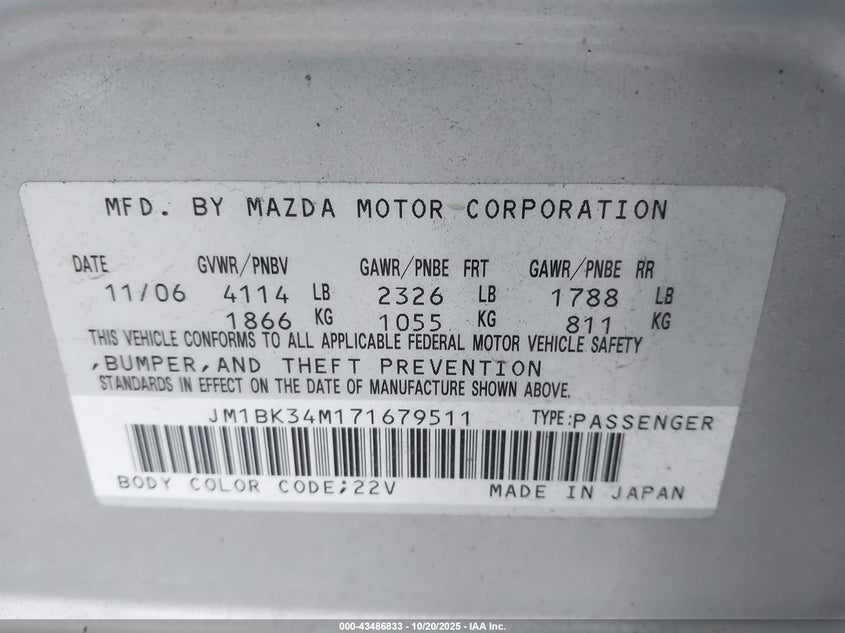 MFD. BY MAZDA MOTOR CORPORATION
DATE GVWR/PNBV GAWR/PNBE FRT GAWR/PNBE RR
11/06 4114 LB 2326 LB 1788 LB
1866 KG 1055 KG 811 KG
THIS VEHICLE CONFORMS TO ALL APPLICABLE FEDERAL MOTOR VEHICLE SAFETY
,BUMPER,AND THEFT PREVENTION
STANDARDS IN EFFECT ON THE DATE OF MANUFACTURE SHOWN ABOVE.
JM1BK34M171679511 TYPE:PASSENGER
BODY COLOR CODE;22V MADE IN JAPAN
000-43486833 - 10/20/2025 - IAA Inc.